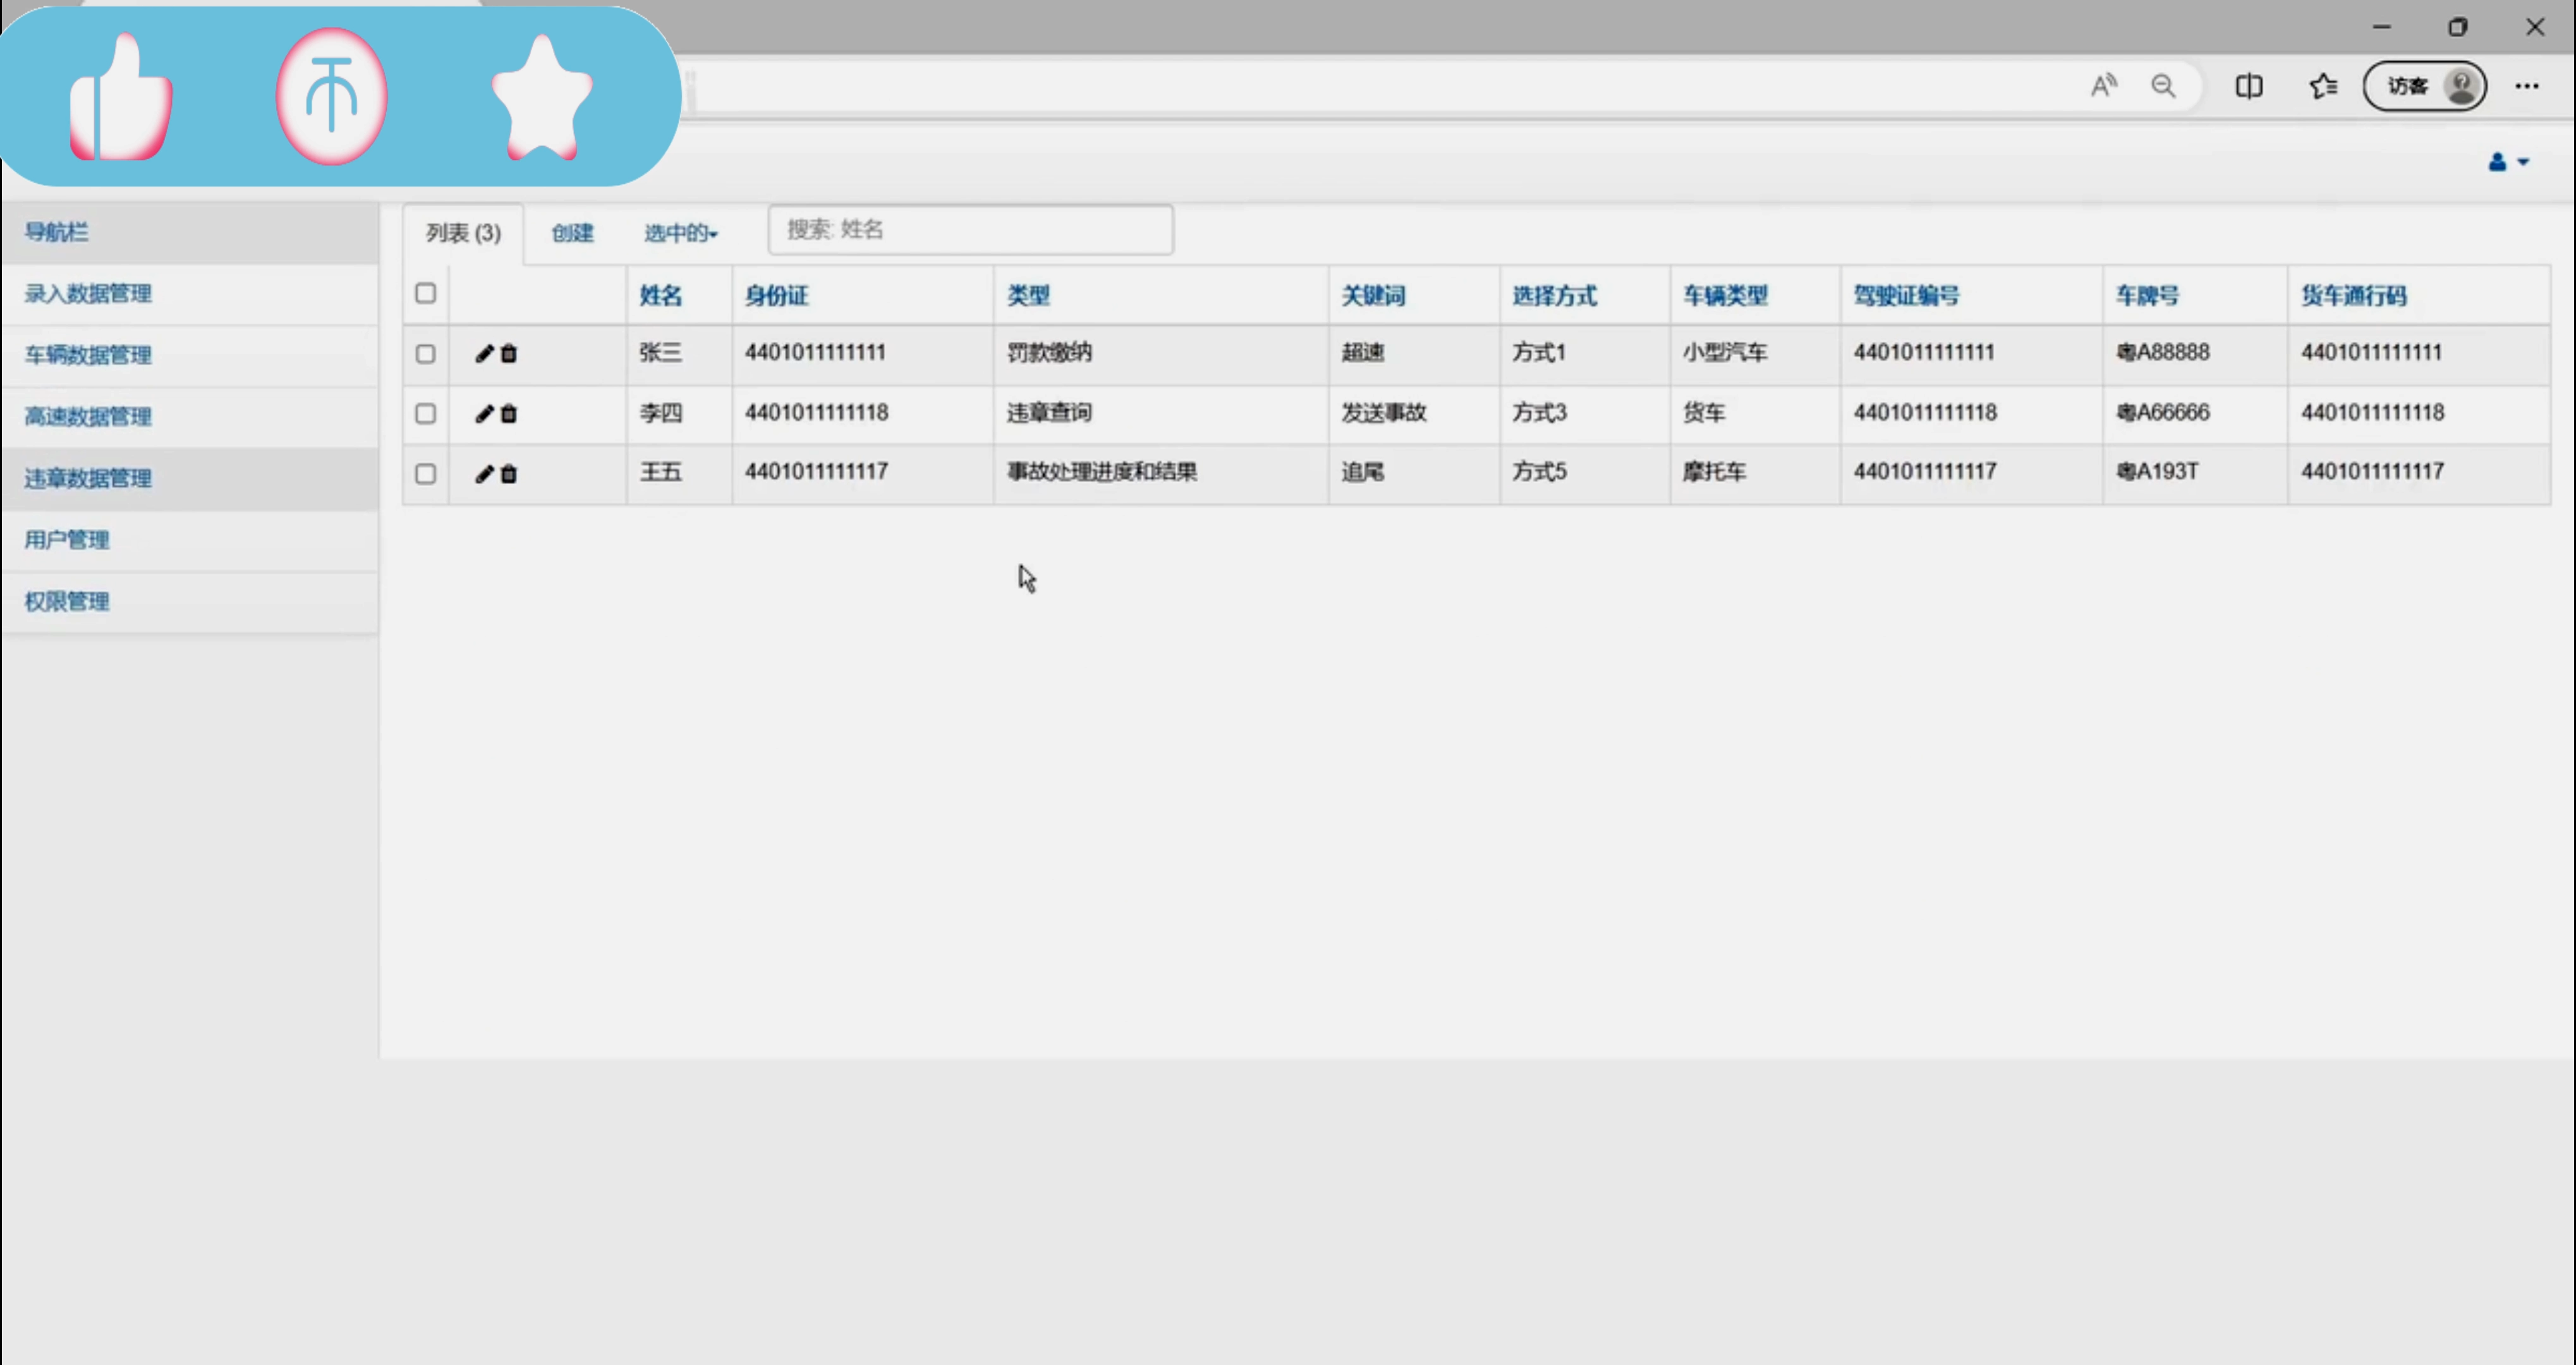 访客
导航栏
录入数据管理
车辆数据管理
高速数据管理
违章数据管理
用户管理
权限管理
列表 (3) 创建 选中的 搜索: 姓名
姓名 身份证 类型 关键词 选择方式 车辆类型 驾驶证编号 车牌号 货车通行码
张三 4401011111111 罚款缴纳 超速 方式1 小型汽车 4401011111111 粤A88888 4401011111111
李四 4401011111118 违章查询 发送事故 方式3 货车 4401011111118 粤A66666 4401011111118
王五 4401011111117 事故处理进度和结果 追尾 方式5 摩托车 4401011111117 粤A193T 4401011111117